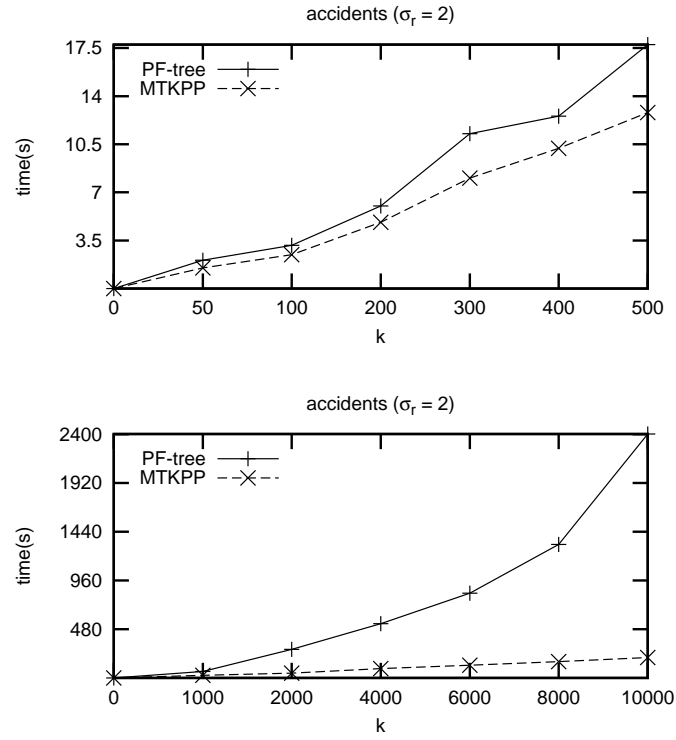 accidents (σr = 2)
17.5
14
10.5
7
3.5
time(s)
PF-tree
MTKPP
0 50 100 200 300 400 500
k
accidents (σr = 2)
2400
1920
1440
960
480
time(s)
PF-tree
MTKPP
0 1000 2000 4000 6000 8000 10000
k